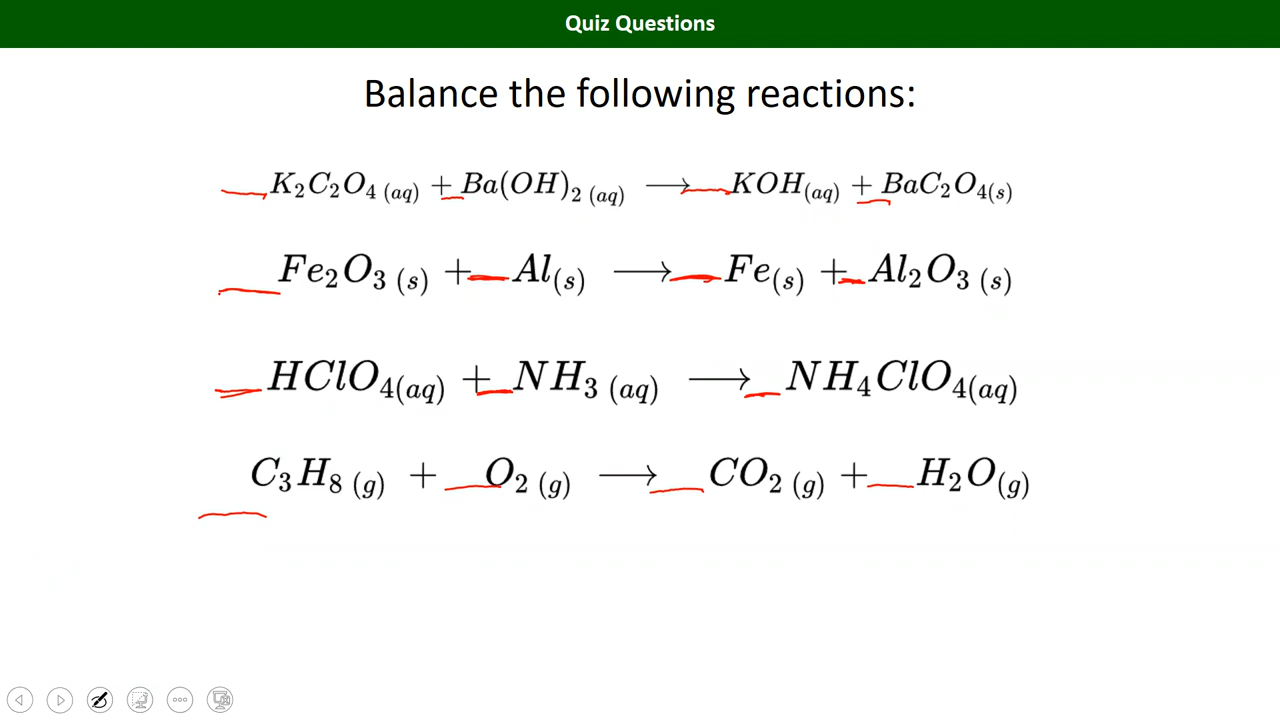 Quiz Questions
Balance the following reactions:
K₂C₂O₄ (aq) + Ba(OH)₂ (aq) ⟶ KOH(aq) + BaC₂O₄(s)
Fe₂O₃ (s) + Al(s) ⟶ Fe(s) + Al₂O₃ (s)
HClO₄(aq) + NH₃ (aq) ⟶ NH₄ClO₄(aq)
C₃H₈ (g) + O₂ (g) ⟶ CO₂ (g) + H₂O(g)